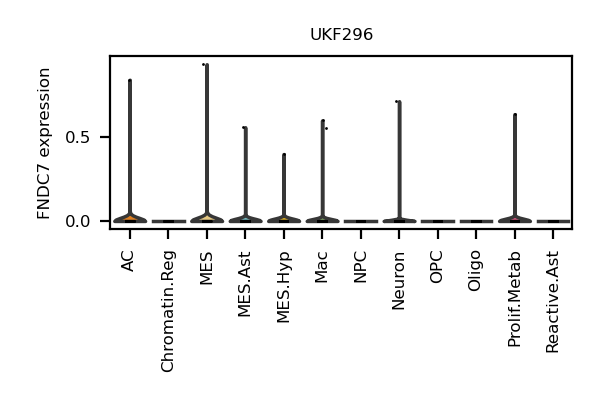 UKF296
FNDC7 expression
0.5
0.0
AC
Chromatin.Reg
MES
MES.Ast
MES.Hyp
Mac
NPC
Neuron
OPC
Oligo
Prolif.Metab
Reactive.Ast